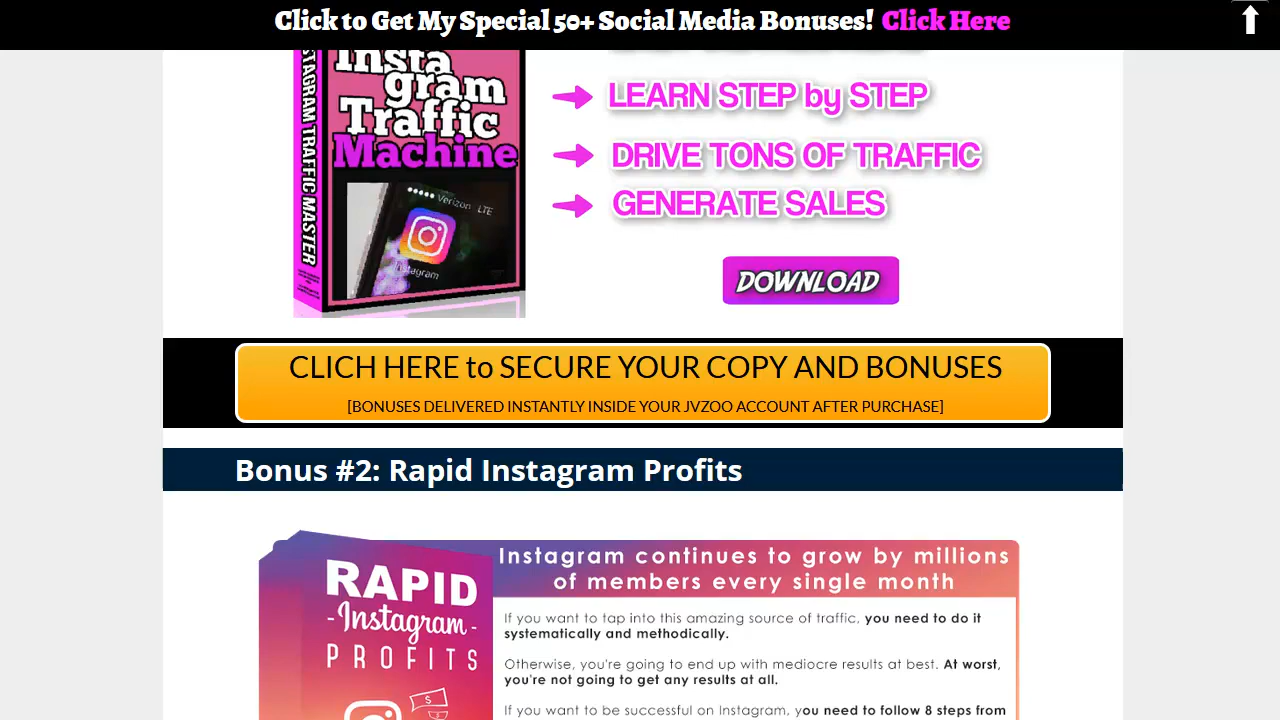 Click to Get My Special 50+ Social Media Bonuses! Click Here
Insta
gram
Traffic
Machine
STAGRAM TRAFFIC MASTER
Verizon LTE
Instagram
LEARN STEP by STEP
DRIVE TONS OF TRAFFIC
GENERATE SALES
DOWNLOAD
CLICH HERE to SECURE YOUR COPY AND BONUSES
[BONUSES DELIVERED INSTANTLY INSIDE YOUR JVZOO ACCOUNT AFTER PURCHASE]
Bonus #2: Rapid Instagram Profits
RAPID
-Instagram-
PROFITS
Instagram continues to grow by millions
of members every single month
If you want to tap into this amazing source of traffic, you need to do it
systematically and methodically.
Otherwise, you're going to end up with mediocre results at best. At worst,
you're not going to get any results at all.
If you want to be successful on Instagram, you need to follow 8 steps from